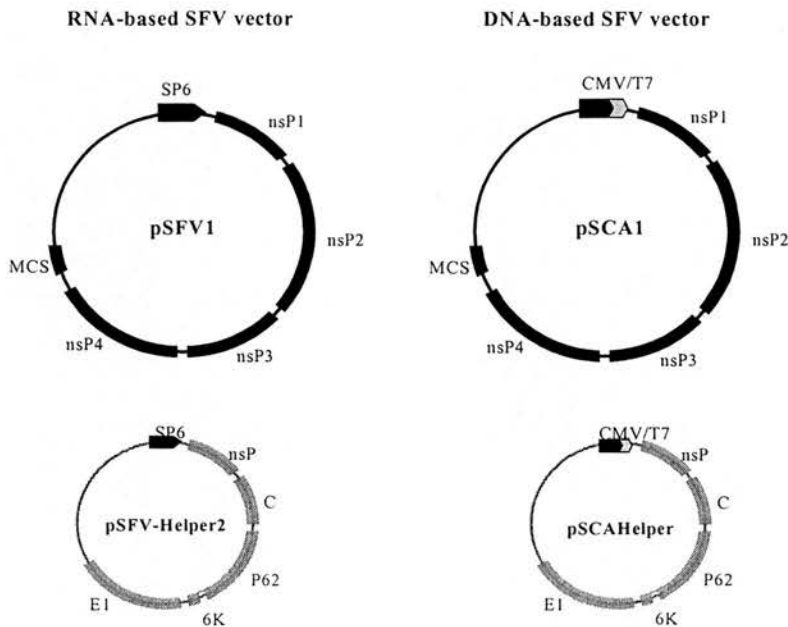 RNA-based SFV vector
DNA-based SFV vector
SP6
nsP1
pSFV1
nsP2
MCS
nsP4
nsP3
CMV/T7
nsP1
pSCA1
nsP2
MCS
nsP4
nsP3
SP6
nsP
C
pSFV-Helper2
P62
E1
6K
CMV/T7
nsP
C
pSCAHelper
P62
E1
6K